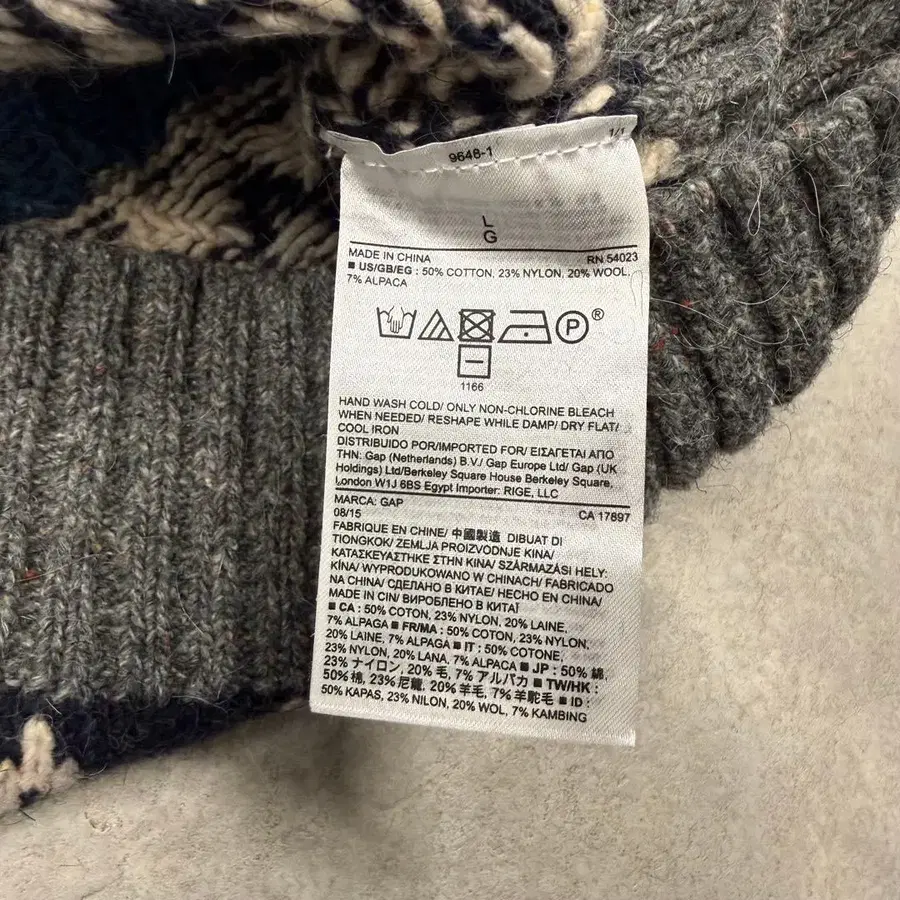 9648-1
1/1
L
G
MADE IN CHINA RN 54023
■ US/GB/EG : 50% COTTON, 23% NYLON, 20% WOOL,
7% ALPACA
P ®
1166
HAND WASH COLD/ ONLY NON-CHLORINE BLEACH
WHEN NEEDED/ RESHAPE WHILE DAMP/ DRY FLAT/
COOL IRON
DISTRIBUIDO POR/IMPORTED FOR/ ΕΙΣΑΓΕΤΑΙ ΑΠΟ
THN: Gap (Netherlands) B.V./ Gap Europe Ltd/ Gap (UK
Holdings) Ltd/Berkeley Square House Berkeley Square,
London W1J 6BS Egypt Importer: RIGE, LLC
MARCA: GAP CA 17897
08/15
FABRIQUE EN CHINE/ 中國製造 DIBUAT DI
TIONGKOK/ ZEMLJA PROIZVODNJE KINA/
ΚΑΤΑΣΚΕΥΑΣΤΗΚΕ ΣΤΗΝ ΚΙΝΑ/ SZÁRMAZÁSI HELY:
KÍNA/ WYPRODUKOWANO W CHINACH/ FABRICADO
NA CHINA/ СДЕЛАНО В КИТАЕ/ HECHO EN CHINA/
MADE IN CIN/ ВИРОБЛЕНО В КИТАЇ
■ CA : 50% COTON, 23% NYLON, 20% LAINE,
7% ALPAGA ■ FR/MA : 50% COTON, 23% NYLON,
20% LAINE, 7% ALPAGA ■ IT : 50% COTONE,
23% NYLON, 20% LANA, 7% ALPACA ■ JP : 50% 綿,
23% ナイロン, 20% 毛, 7% アルパカ ■ TW/HK :
50% 棉, 23% 尼龍, 20% 羊毛, 7% 羊駝毛 ■ ID :
50% KAPAS, 23% NILON, 20% WOL, 7% KAMBING